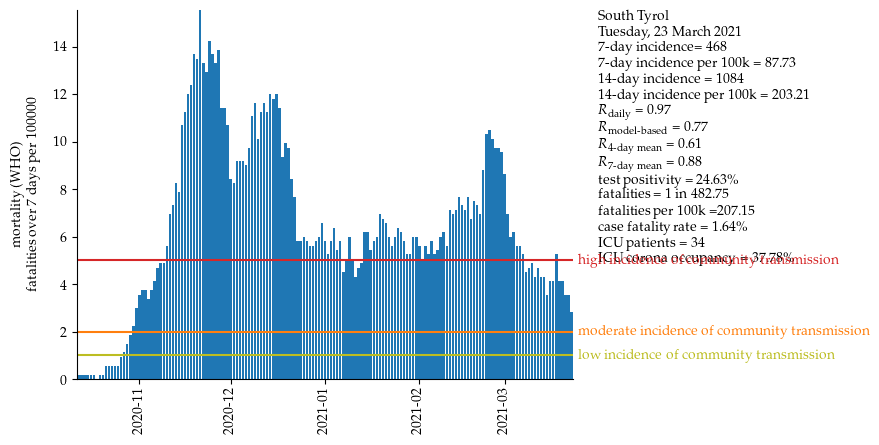 South Tyrol
Tuesday, 23 March 2021
7-day incidence= 468
7-day incidence per 100k = 87.73
14-day incidence = 1084
14-day incidence per 100k = 203.21
R daily = 0.97
R model-based = 0.77
R 4-day mean = 0.61
R 7-day mean = 0.88
test positivity = 24.63%
fatalities = 1 in 482.75
fatalities per 100k =207.15
case fatality rate = 1.64%
ICU patients = 34
ICU corona occupancy = 37.78%
high incidence of community transmission
moderate incidence of community transmission
low incidence of community transmission
mortality (WHO)
fatalities over 7 days per 100000
14
12
10
8
6
4
2
0
2020-11
2020-12
2021-01
2021-02
2021-03